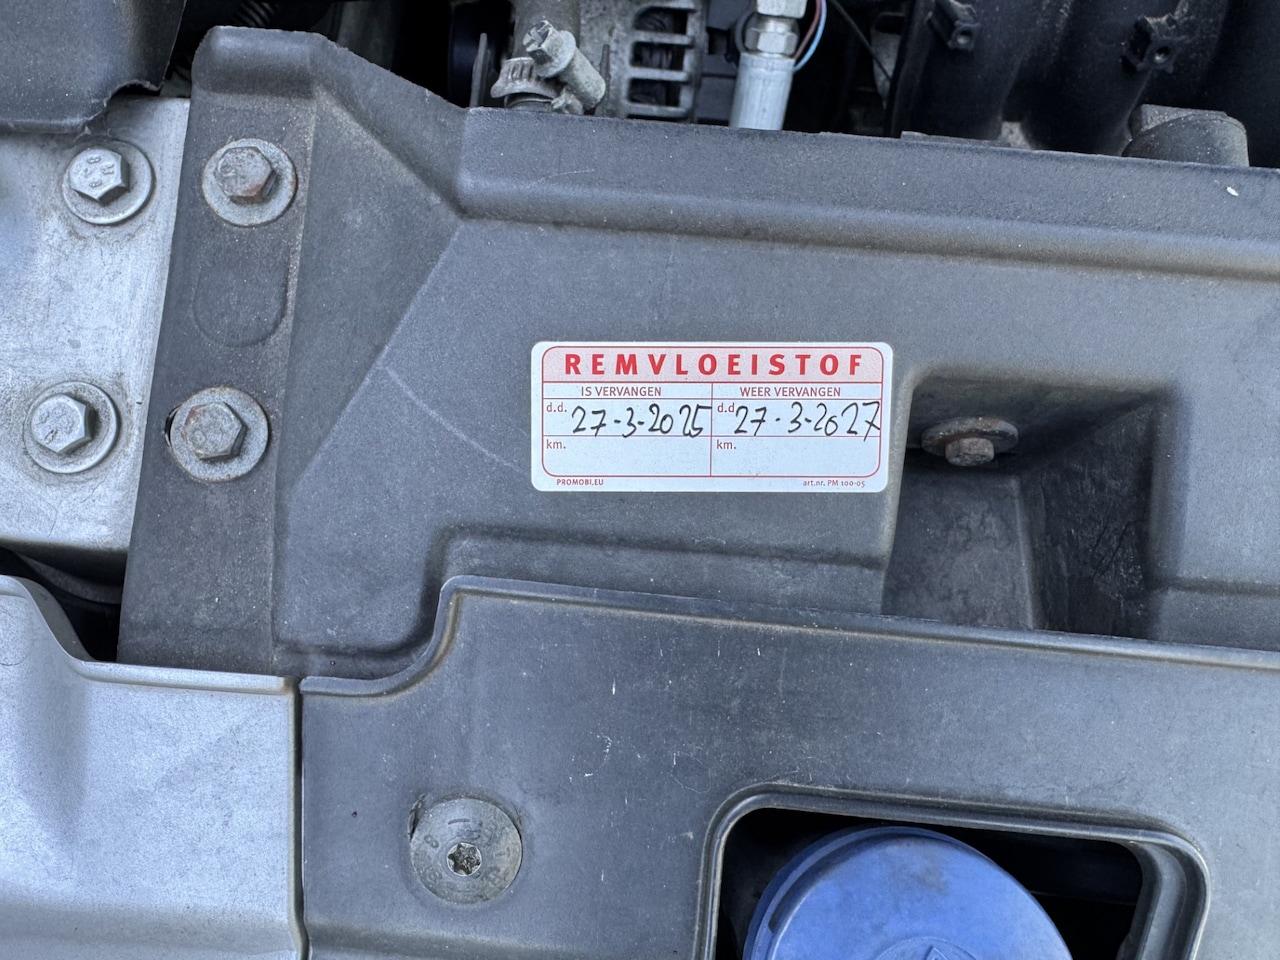 REMVLOEISTOF
IS VERVANGEN WEER VERVANGEN
d.d. 27-3-2025 d.d 27-3-2027
km. km.
PROMOBI.EU art.nr. PM 100-05